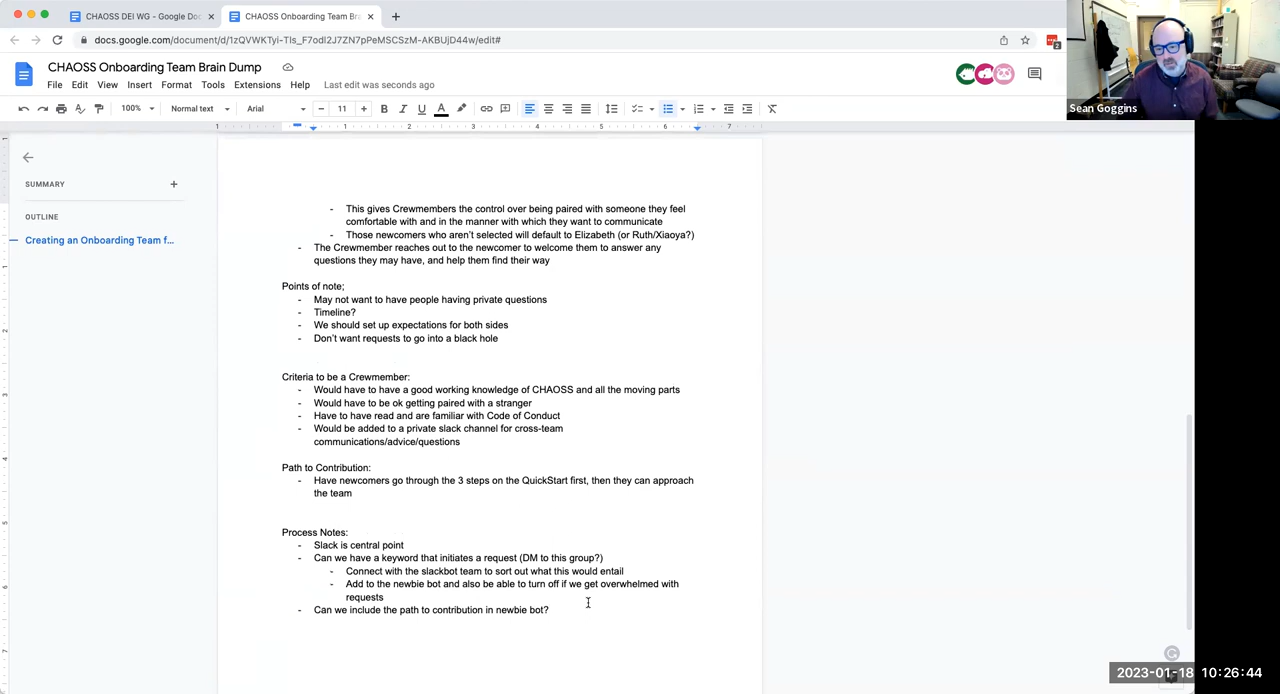 CHAOSS DEI WG - Google Doc
CHAOSS Onboarding Team Bra
docs.google.com/document/d/1zQVWKTyi-TIs_F7odI2J7ZN7pPeMSCSzM-AKBUjD44w/edit#
2
CHAOSS Onboarding Team Brain Dump
File Edit View Insert Format Tools Extensions Help Last edit was seconds ago
Sean Goggins
100% Normal text Arial 11 B I U A
1 1 2 3 4 5 6 7
SUMMARY
OUTLINE
Creating an Onboarding Team f...
- This gives Crewmembers the control over being paired with someone they feel
comfortable with and in the manner with which they want to communicate
- Those newcomers who aren't selected will default to Elizabeth (or Ruth/Xiaoya?)
- The Crewmember reaches out to the newcomer to welcome them to answer any
questions they may have, and help them find their way
Points of note;
- May not want to have people having private questions
- Timeline?
- We should set up expectations for both sides
- Don't want requests to go into a black hole
Criteria to be a Crewmember:
- Would have to have a good working knowledge of CHAOSS and all the moving parts
- Would have to be ok getting paired with a stranger
- Have to have read and are familiar with Code of Conduct
- Would be added to a private slack channel for cross-team
communications/advice/questions
Path to Contribution:
- Have newcomers go through the 3 steps on the QuickStart first, then they can approach
the team
Process Notes:
- Slack is central point
- Can we have a keyword that initiates a request (DM to this group?)
- Connect with the slackbot team to sort out what this would entail
- Add to the newbie bot and also be able to turn off if we get overwhelmed with
requests
- Can we include the path to contribution in newbie bot?
2023-01-18 10:26:44